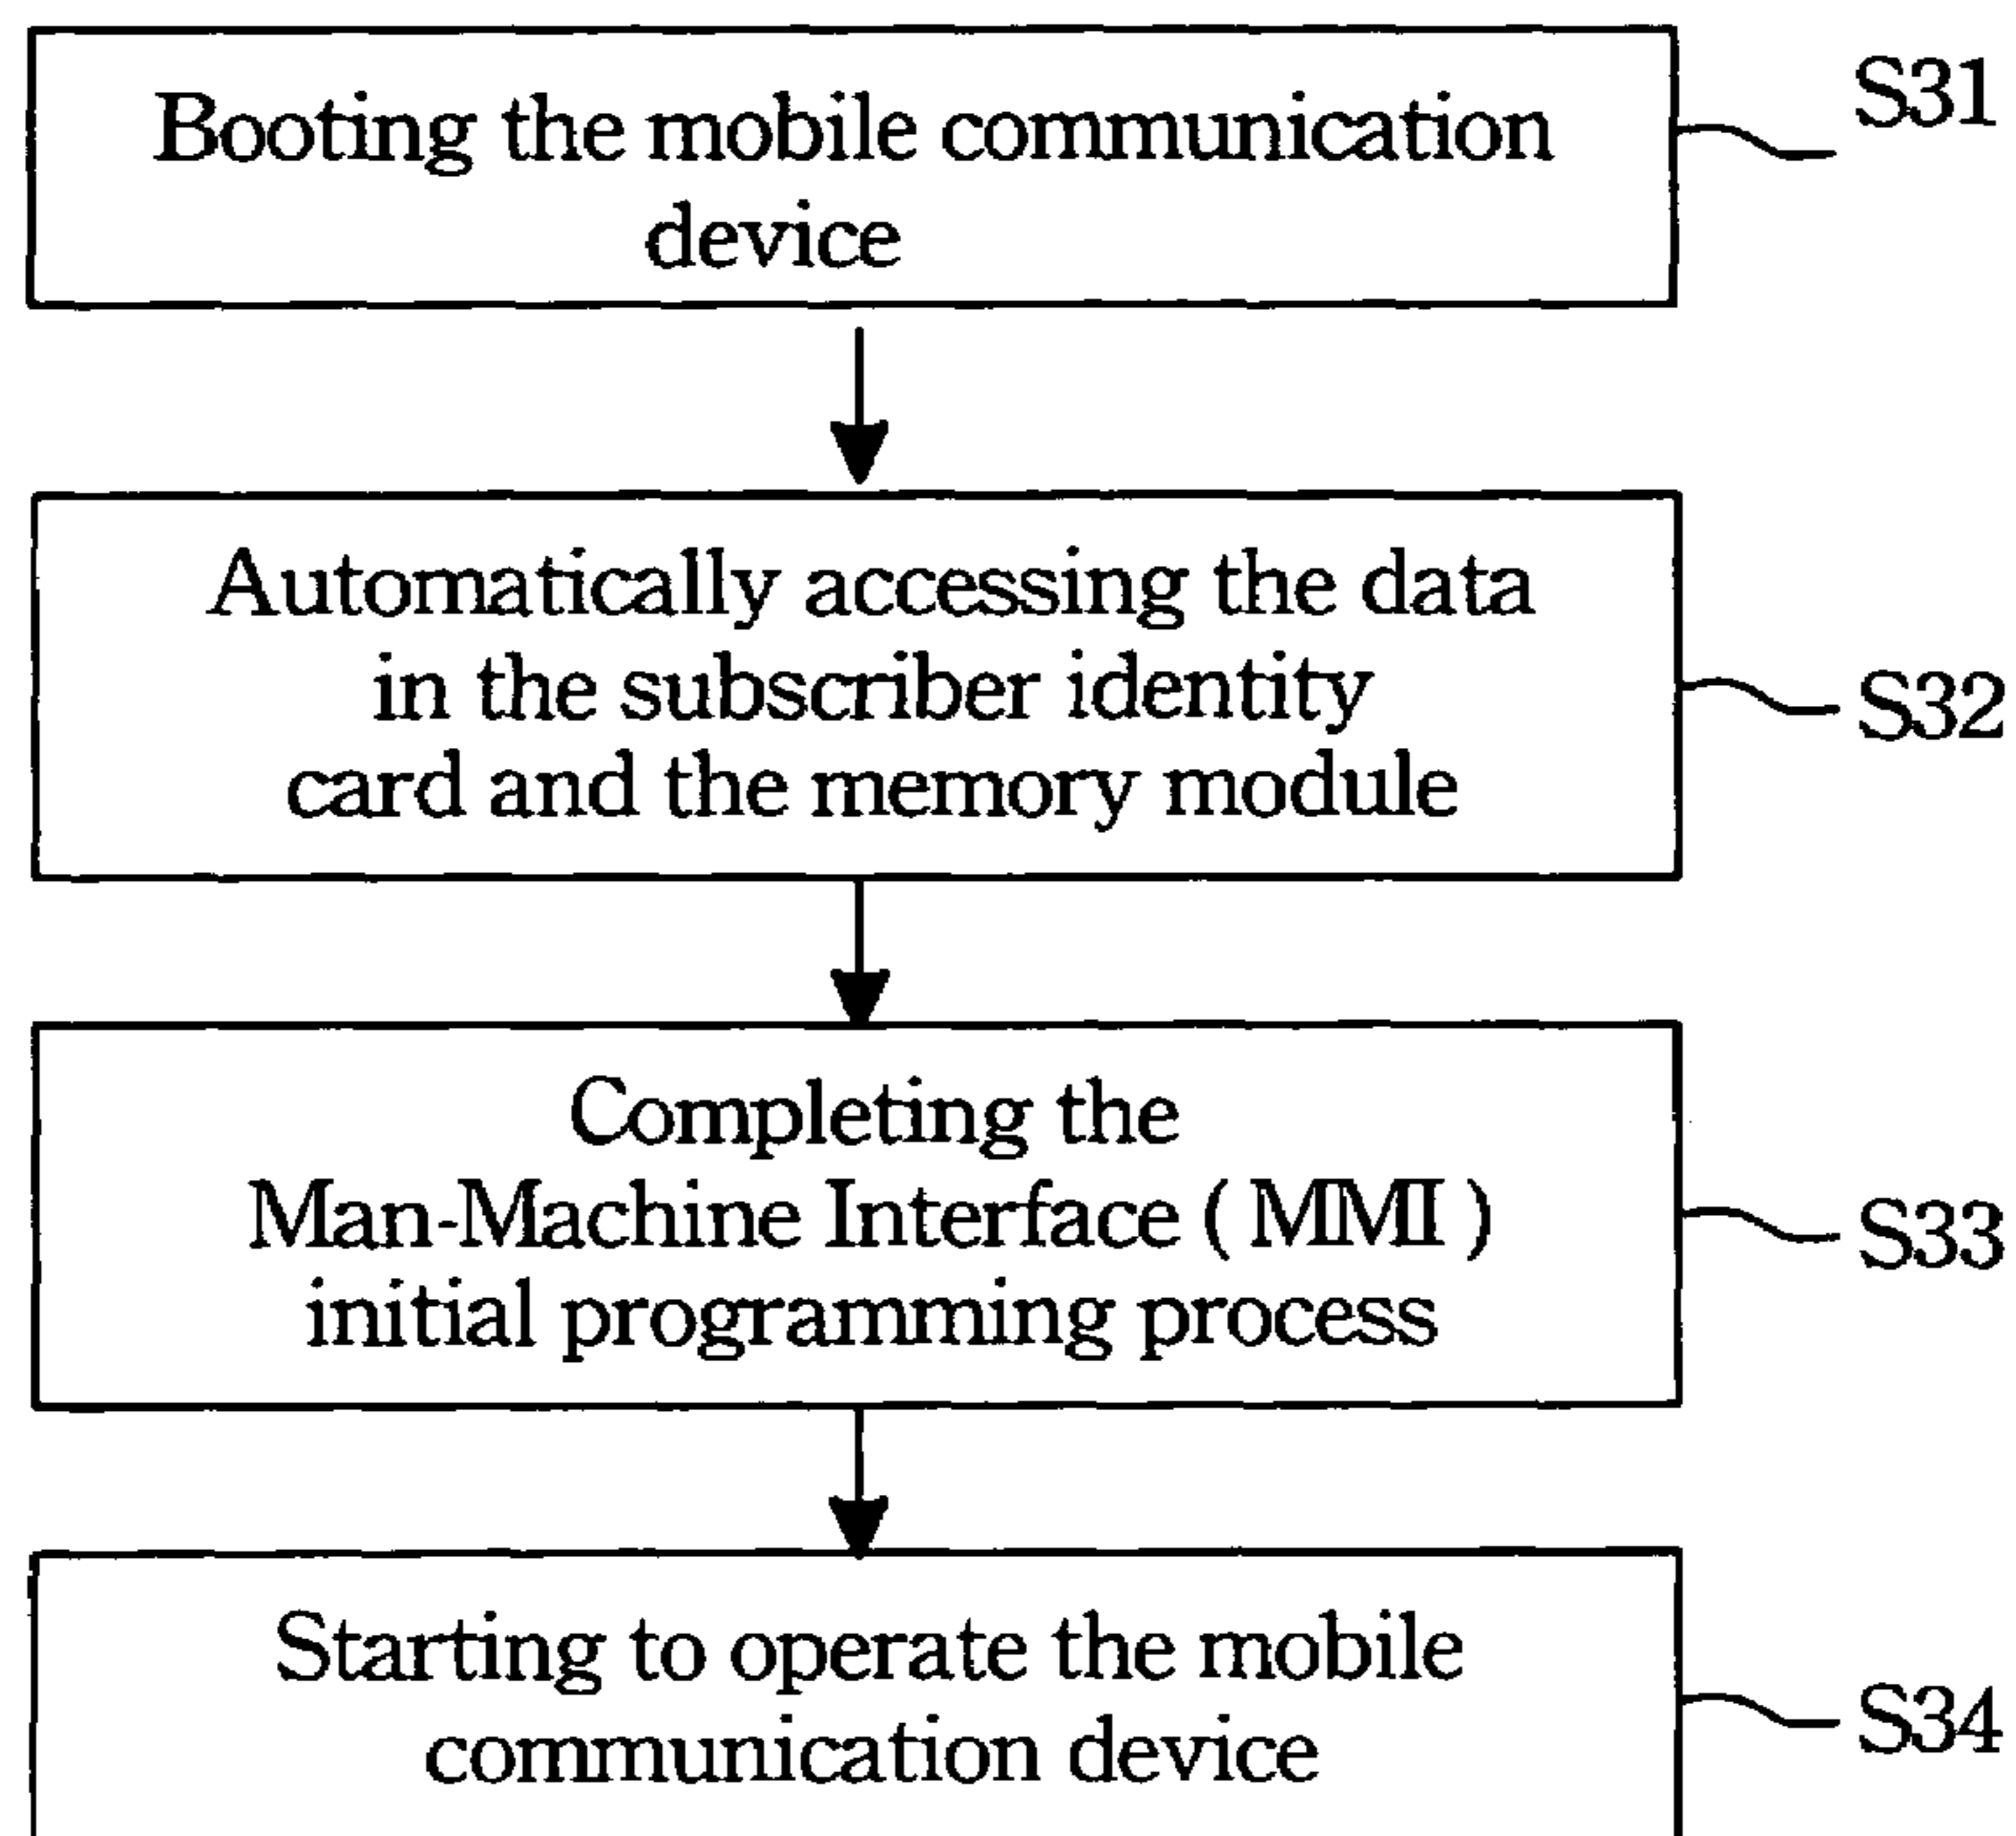 Booting the mobile communication
device
S31
Automatically accessing the data
in the subscriber identity
card and the memory module
S32
Completing the
Man-Machine Interface ( MMI )
initial programming process
S33
Starting to operate the mobile
communication device
S34